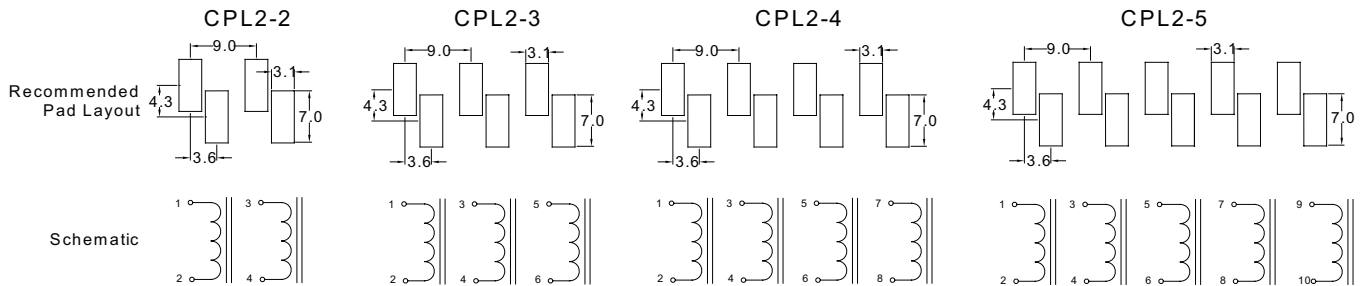 CPL2-2 CPL2-3 CPL2-4 CPL2-5
9.0 9.0 3.1 9.0 3.1 9.0 3.1
3.1
Recommended
Pad Layout
4.3 4.3 4.3 4.3
7.0 7.0 7.0 7.0
3.6 3.6 3.6 3.6
1 3 1 3 5 1 3 5 7 1 3 5 7 9
Schematic
2 4 2 4 6 2 4 6 8 2 4 6 8 10